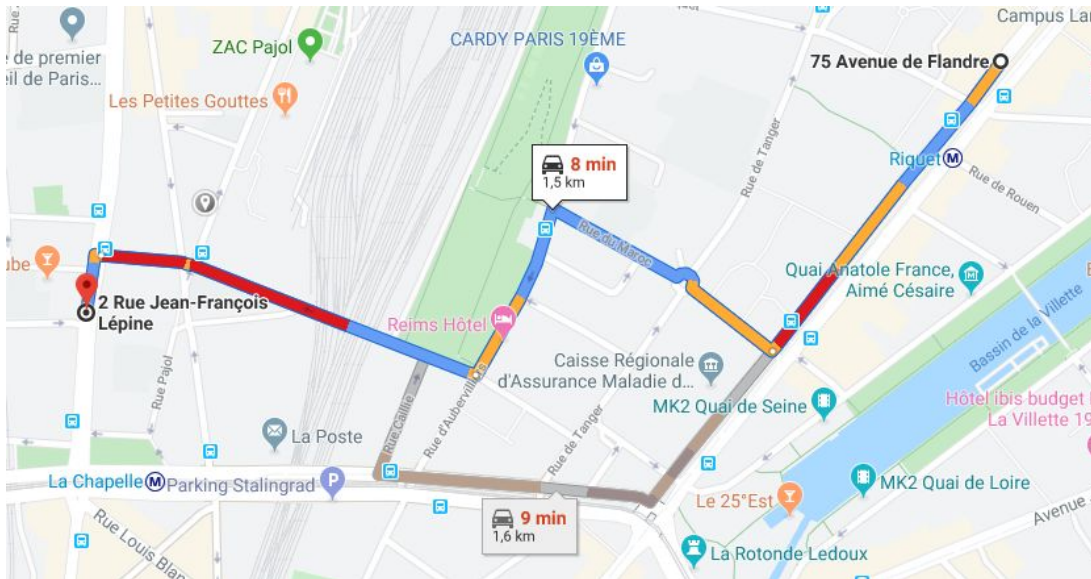 Campus Lar
ZAC Pajol
CARDY PARIS 19ÈME
e de premier
eil de Paris...
75 Avenue de Flandre
Les Petites Gouttes
Rue de Tanger
8 min
1,5 km
Riquet
M
Rue de Rouen
Rue du Maroc
Quai Anatole France,
Aimé Césaire
ube
2 Rue Jean-François
Lépine
Reims Hôtel
Bassin de la Villette
Caisse Régionale
d'Assurance Maladie d...
Rue Pajol
Rue Caillié
Rue d'Aubervilliers
Rue de Tanger
MK2 Quai de Seine
Hôtel ibis budget
La Villette 19
La Poste
La Chapelle
M
Parking Stalingrad
P
MK2 Quai de Loire
Le 25°Est
9 min
1,6 km
Avenue
Rue Louis Blan
La Rotonde Ledoux